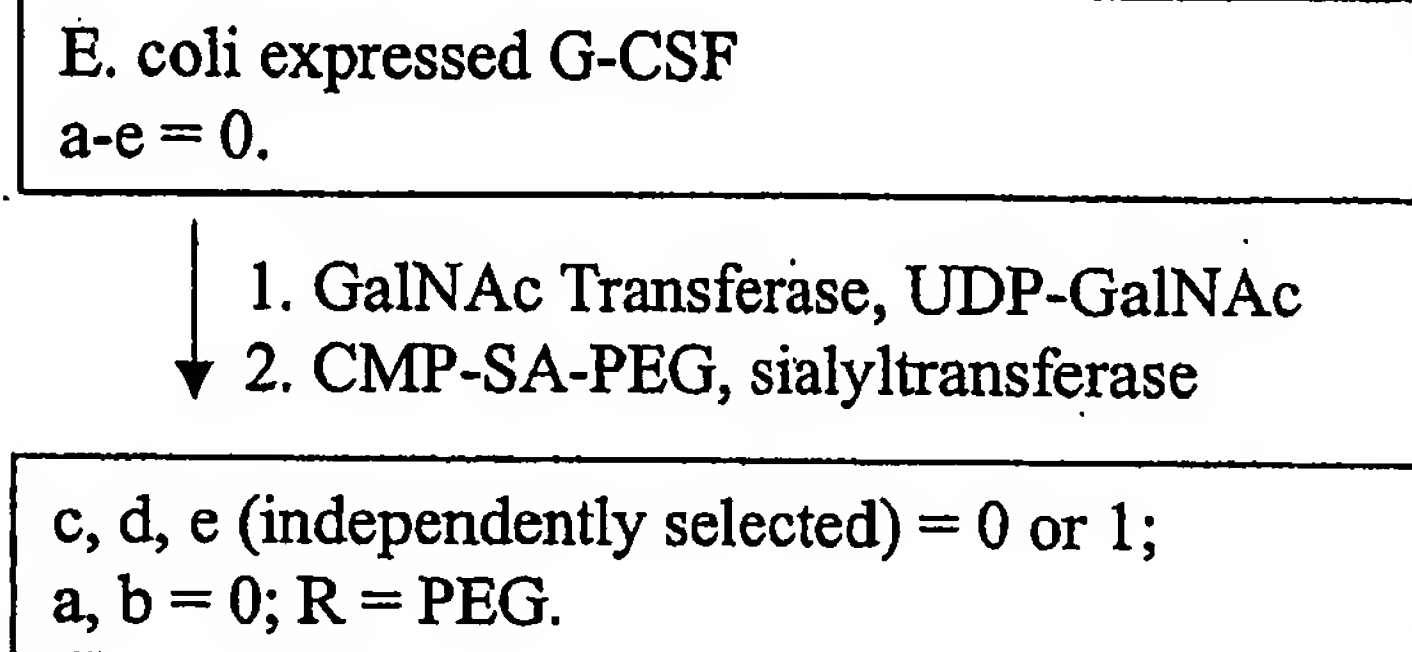 E. coli expressed G-CSF
a-e = 0.
1. GalNAc Transferase, UDP-GalNAc
2. CMP-SA-PEG, sialyltransferase
c, d, e (independently selected) = 0 or 1;
a, b = 0; R = PEG.